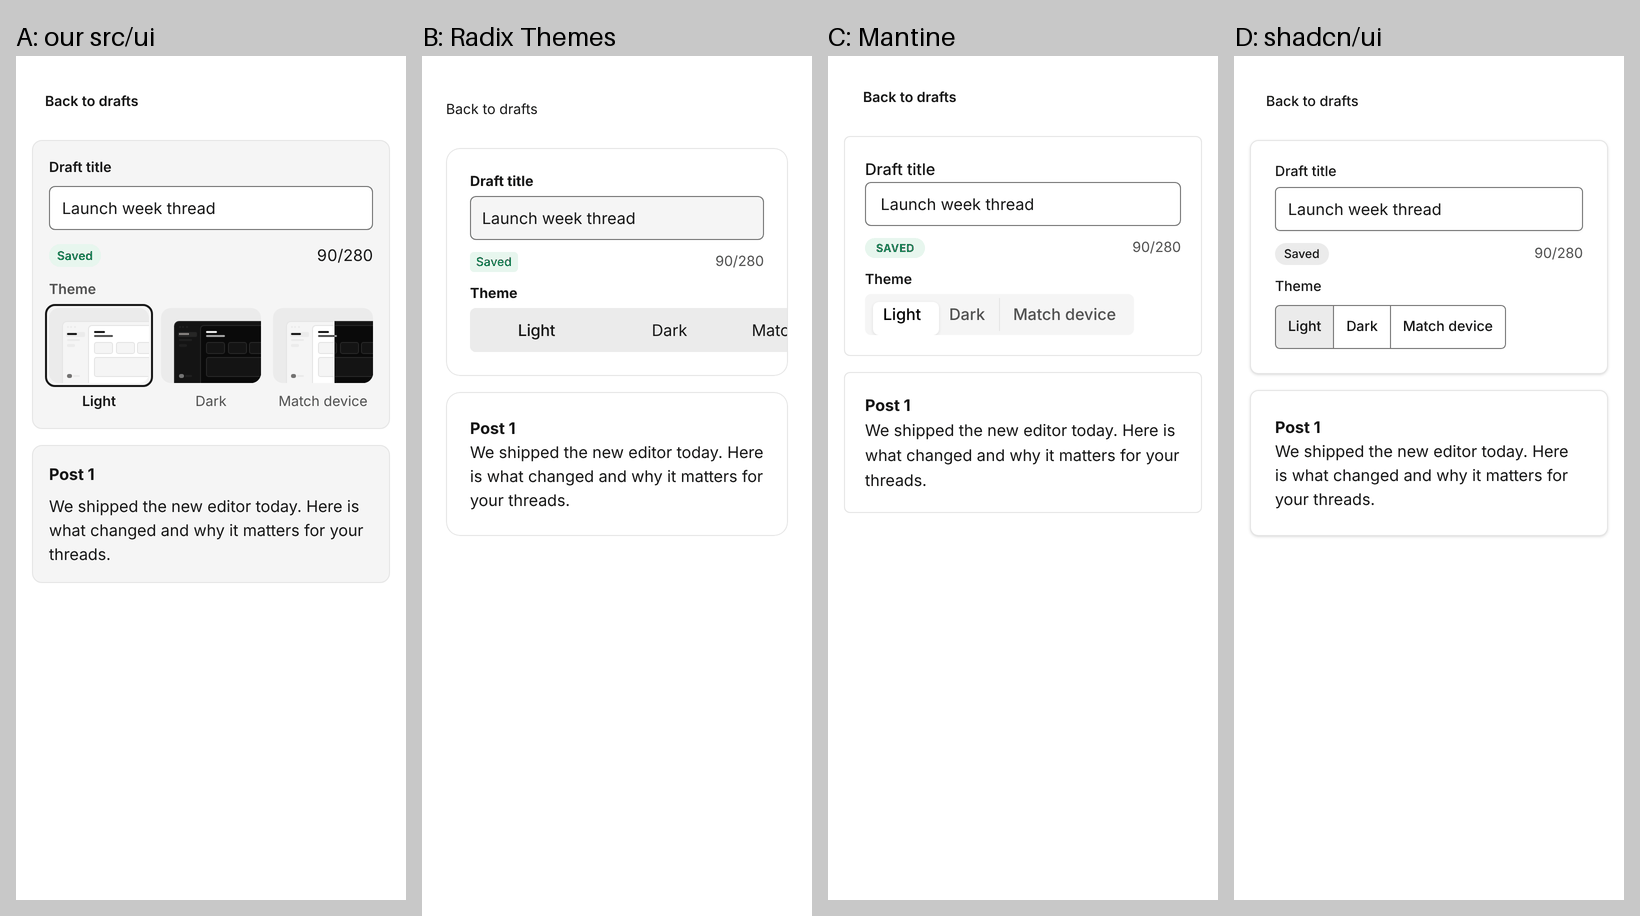 A: our src/ui
Back to drafts
Draft title
Launch week thread
Saved 90/280
Theme
Light Dark Match device
Post 1
We shipped the new editor today. Here is
what changed and why it matters for your
threads.
B: Radix Themes
Back to drafts
Draft title
Launch week thread
Saved 90/280
Theme
Light Dark Matc
Post 1
We shipped the new editor today. Here
is what changed and why it matters for
your threads.
C: Mantine
Back to drafts
Draft title
Launch week thread
SAVED 90/280
Theme
Light Dark Match device
Post 1
We shipped the new editor today. Here is
what changed and why it matters for your
threads.
D: shadcn/ui
Back to drafts
Draft title
Launch week thread
Saved 90/280
Theme
Light Dark Match device
Post 1
We shipped the new editor today. Here
is what changed and why it matters for
your threads.